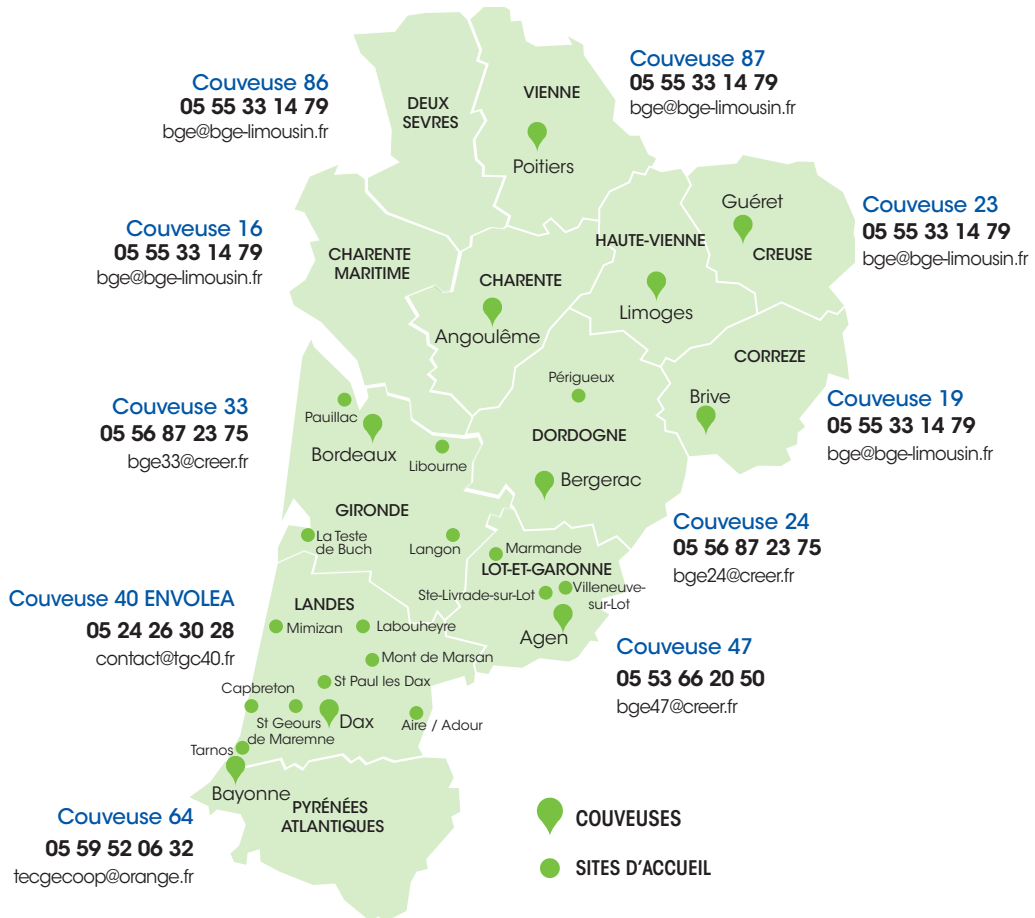 Couveuse 86
05 55 33 14 79
bge@bge-limousin.fr
DEUX
SEVRES
VIENNE
Poitiers
Couveuse 87
05 55 33 14 79
bge@bge-limousin.fr
Couveuse 16
05 55 33 14 79
bge@bge-limousin.fr
CHARENTE
MARITIME
CHARENTE
Angoulême
HAUTE-VIENNE
Limoges
Guéret
CREUSE
Couveuse 23
05 55 33 14 79
bge@bge-limousin.fr
CORREZE
Brive
Couveuse 19
05 55 33 14 79
bge@bge-limousin.fr
Couveuse 33
05 56 87 23 75
bge33@creer.fr
Pauillac
Bordeaux
Libourne
Périgueux
DORDOGNE
Bergerac
GIRONDE
La Teste
de Buch
Langon
Couveuse 24
05 56 87 23 75
bge24@creer.fr
Marmande
LOT-ET-GARONNE
Ste-Livrade-sur-Lot
Villeneuve-
sur-Lot
Agen
Couveuse 47
05 53 66 20 50
bge47@creer.fr
Couveuse 40 ENVOLEA
05 24 26 30 28
contact@tgc40.fr
LANDES
Mimizan
Labouheyre
Mont de Marsan
St Paul les Dax
Capbreton
St Geours
de Maremne
Dax
Aire / Adour
Tarnos
Bayonne
PYRÉNÉES
ATLANTIQUES
Couveuse 64
05 59 52 06 32
tecgecoop@orange.fr
COUVEUSES
SITES D'ACCUEIL